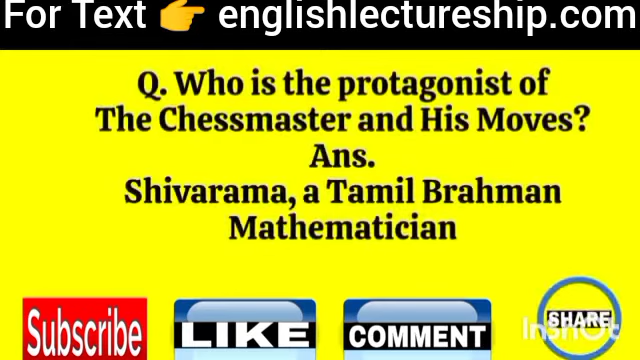 For Text 👉 englishlectureship.com
Q. Who is the protagonist of
The Chessmaster and His Moves?
Ans.
Shivarama, a Tamil Brahman
Mathematician
Subscribe
LIKE
COMMENT
SHARE
InShOt